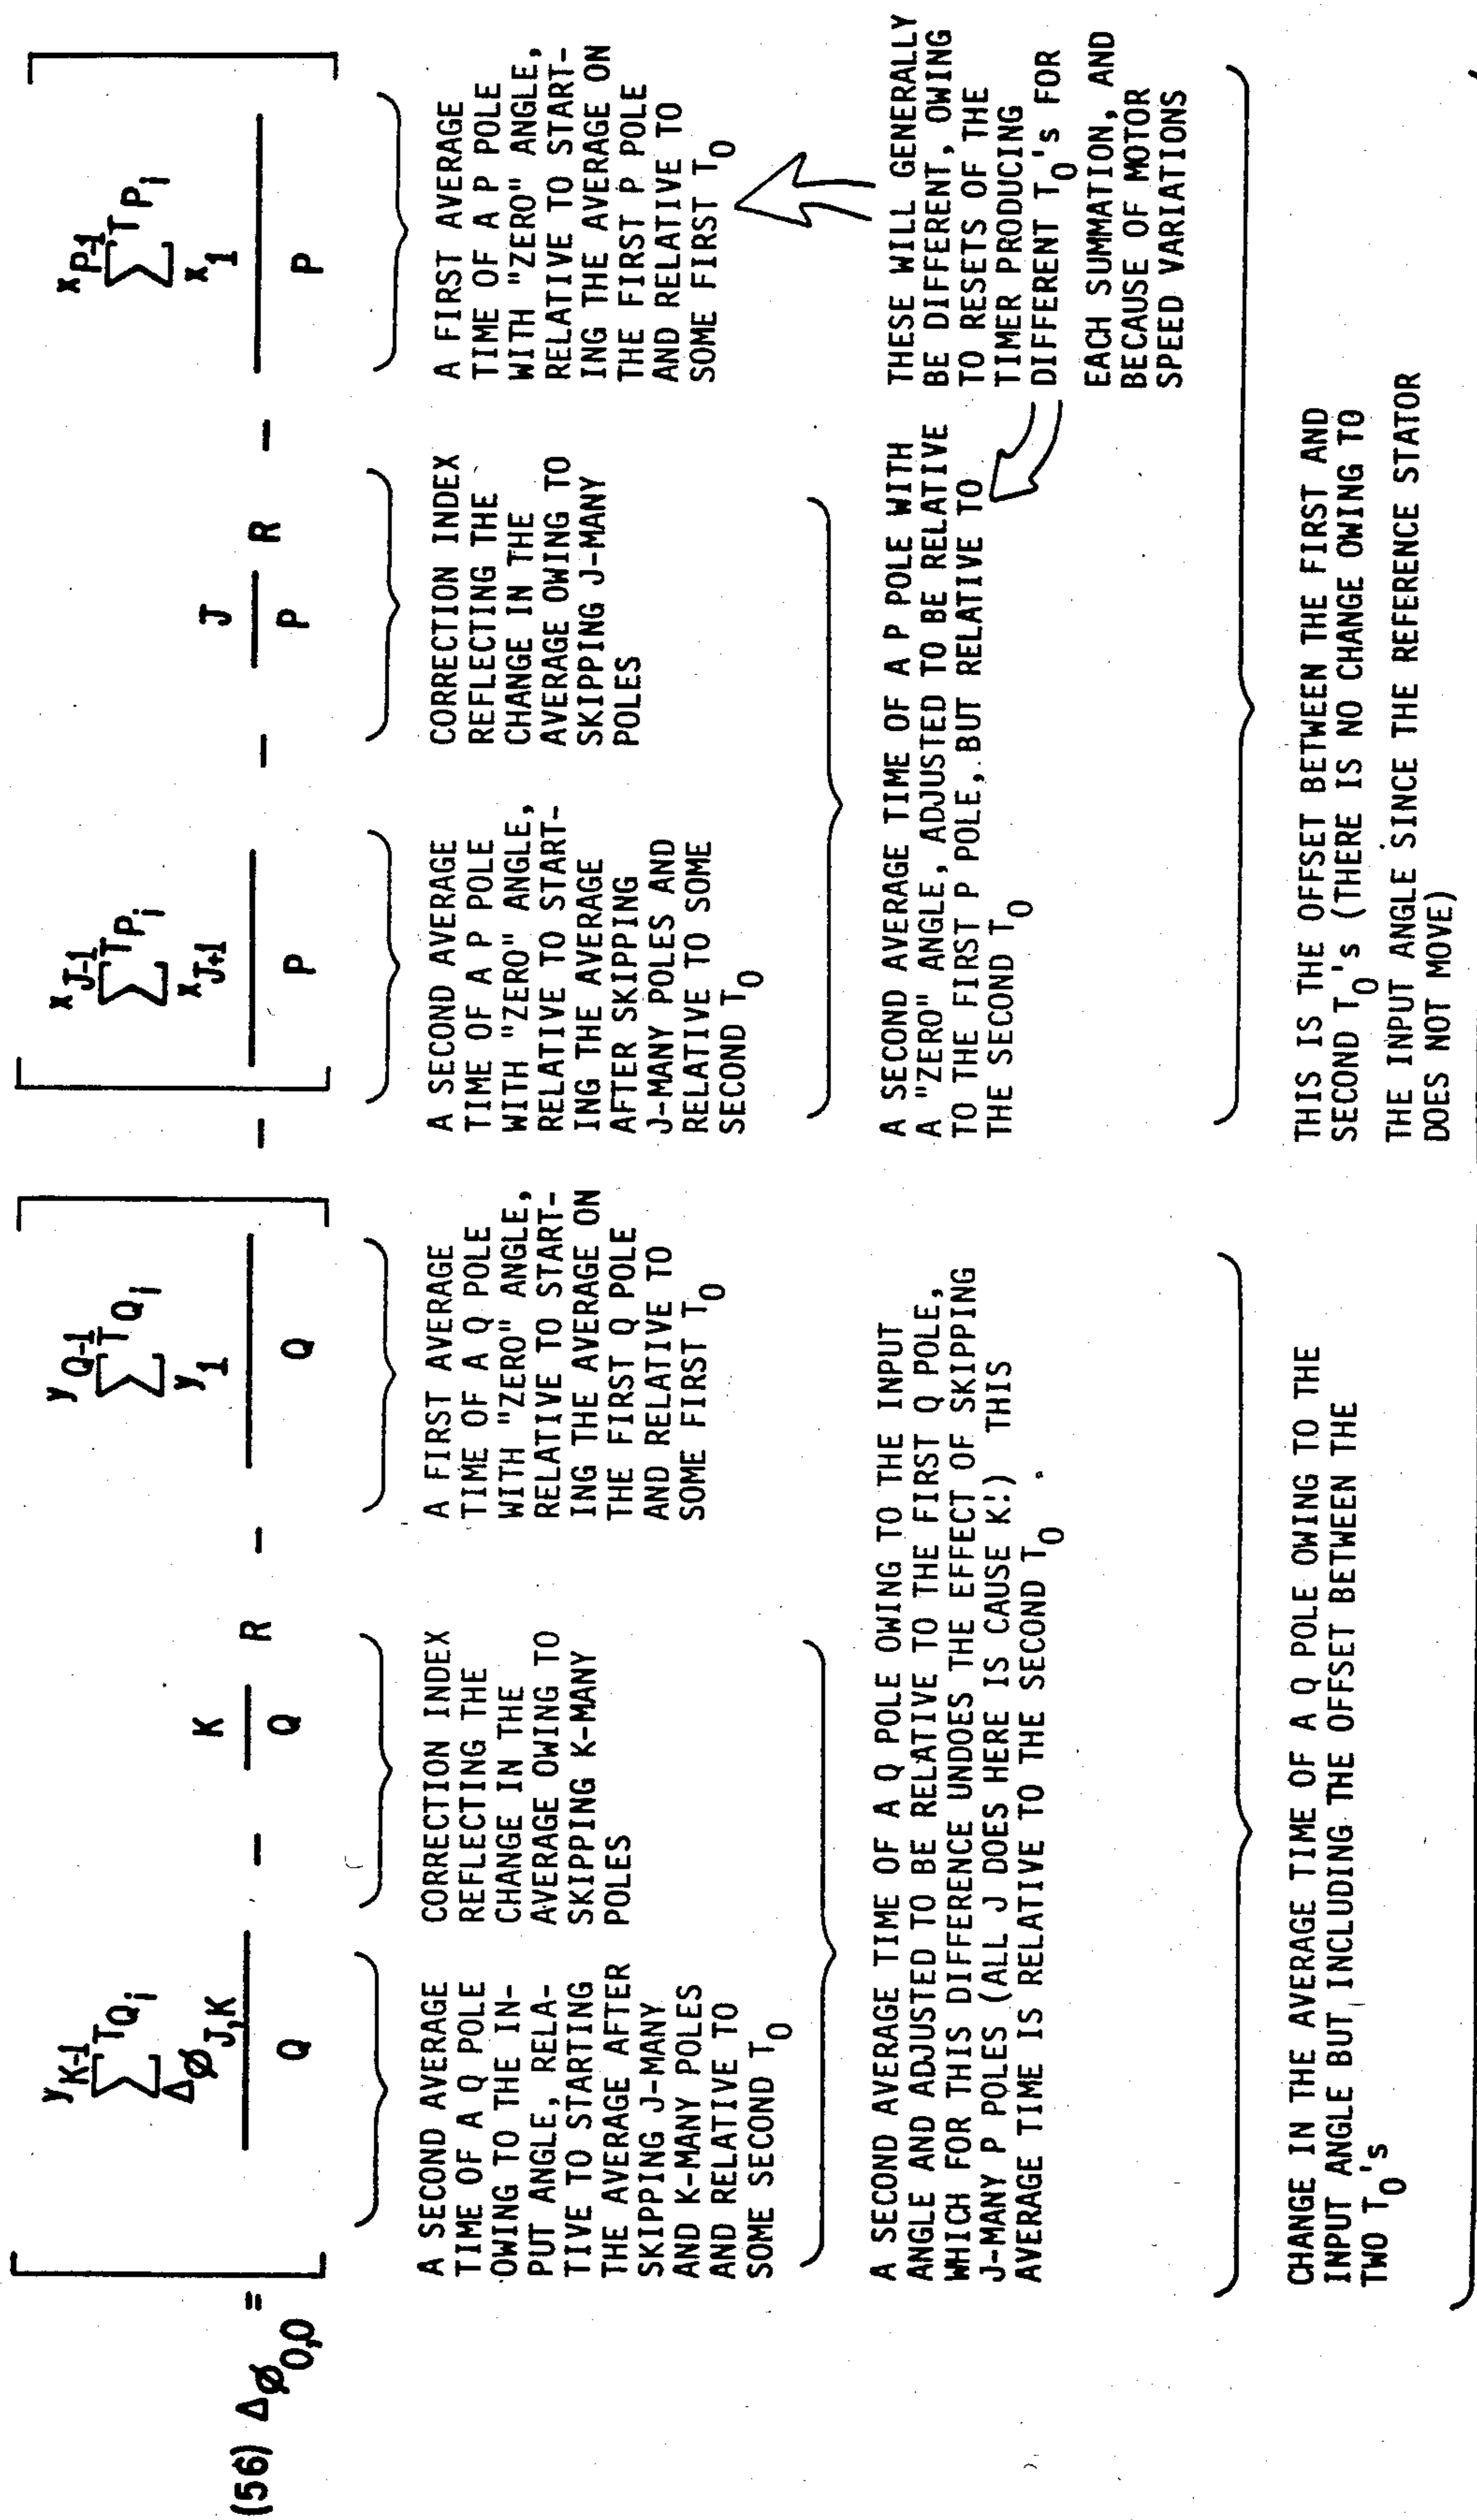 (56) Δø0,0 = [ yK-1 ∑ TQi ΔøJ,K / Q − K/Q R − yQ-1 ∑ TQi y1 / Q ] − [ xJ-1 ∑ TPi xJ+1 / P − J/P R − xP-1 ∑ TPi x1 / P ]
A SECOND AVERAGE
TIME OF A Q POLE
OWING TO THE IN-
PUT ANGLE, RELA-
TIVE TO STARTING
THE AVERAGE AFTER
SKIPPING J-MANY
AND K-MANY POLES
AND RELATIVE TO
SOME SECOND T0
CORRECTION INDEX
REFLECTING THE
CHANGE IN THE
AVERAGE OWING TO
SKIPPING K-MANY
POLES
A FIRST AVERAGE
TIME OF A Q POLE
WITH "ZERO" ANGLE,
RELATIVE TO START-
ING THE AVERAGE ON
THE FIRST Q POLE
AND RELATIVE TO
SOME FIRST T0
A SECOND AVERAGE
TIME OF A P POLE
WITH "ZERO" ANGLE,
RELATIVE TO START-
ING THE AVERAGE
AFTER SKIPPING
J-MANY POLES AND
RELATIVE TO SOME
SECOND T0
CORRECTION INDEX
REFLECTING THE
CHANGE IN THE
AVERAGE OWING TO
SKIPPING J-MANY
POLES
A FIRST AVERAGE
TIME OF A P POLE
WITH "ZERO" ANGLE,
RELATIVE TO START-
ING THE AVERAGE ON
THE FIRST P POLE
AND RELATIVE TO
SOME FIRST T0
A SECOND AVERAGE TIME OF A Q POLE OWING TO THE INPUT
ANGLE AND ADJUSTED TO BE RELATIVE TO THE FIRST Q POLE,
WHICH FOR THIS DIFFERENCE UNDOES THE EFFECT OF SKIPPING
J-MANY P POLES (ALL J DOES HERE IS CAUSE K!) THIS
AVERAGE TIME IS RELATIVE TO THE SECOND T0
A SECOND AVERAGE TIME OF A P POLE WITH
A "ZERO" ANGLE, ADJUSTED TO BE RELATIVE
TO THE FIRST P POLE, BUT RELATIVE TO
THE SECOND T0
THESE WILL GENERALLY
BE DIFFERENT, OWING
TO RESETS OF THE
TIMER PRODUCING
DIFFERENT T0's FOR
EACH SUMMATION, AND
BECAUSE OF MOTOR
SPEED VARIATIONS
CHANGE IN THE AVERAGE TIME OF A Q POLE OWING TO THE
INPUT ANGLE BUT INCLUDING THE OFFSET BETWEEN THE
TWO T0's
THIS IS THE OFFSET BETWEEN THE FIRST AND
SECOND T0's (THERE IS NO CHANGE OWING TO
THE INPUT ANGLE SINCE THE REFERENCE STATOR
DOES NOT MOVE)